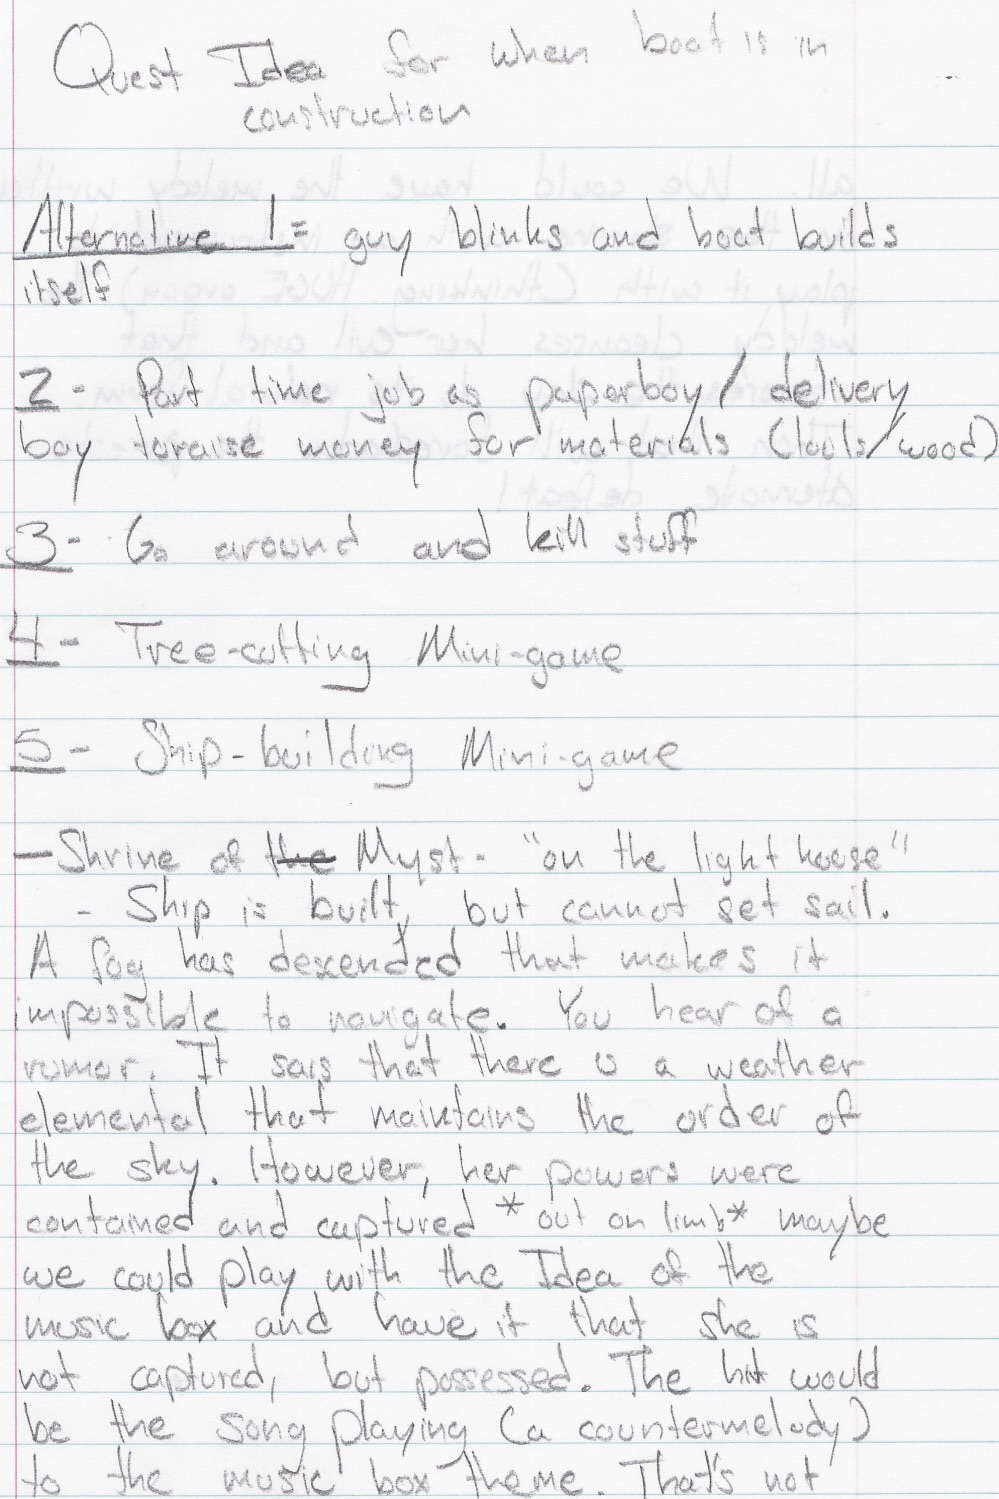 Quest Idea for when boat is in
construction
Alternative 1= guy blinks and boat builds
itself
2- Part time job as paperboy/delivery
boy toraise money for materials (tools/wood)
3- Go around and kill stuff
4- Tree-cutting Mini-game
5- Ship-building Mini-game
- Shrine of the Myst - "on the light house"
- Ship is built, but cannot set sail.
A fog has descended that makes it
impossible to navigate. You hear of a
rumor. It sais that there is a weather
elemental that maintains the order of
the sky. However, her powers were
contained and captured *out on limb* maybe
we could play with the Idea of the
music box and have it that she is
not captured, but possessed. The hit would
be the song playing (a countermelody)
to the music box theme. That's not